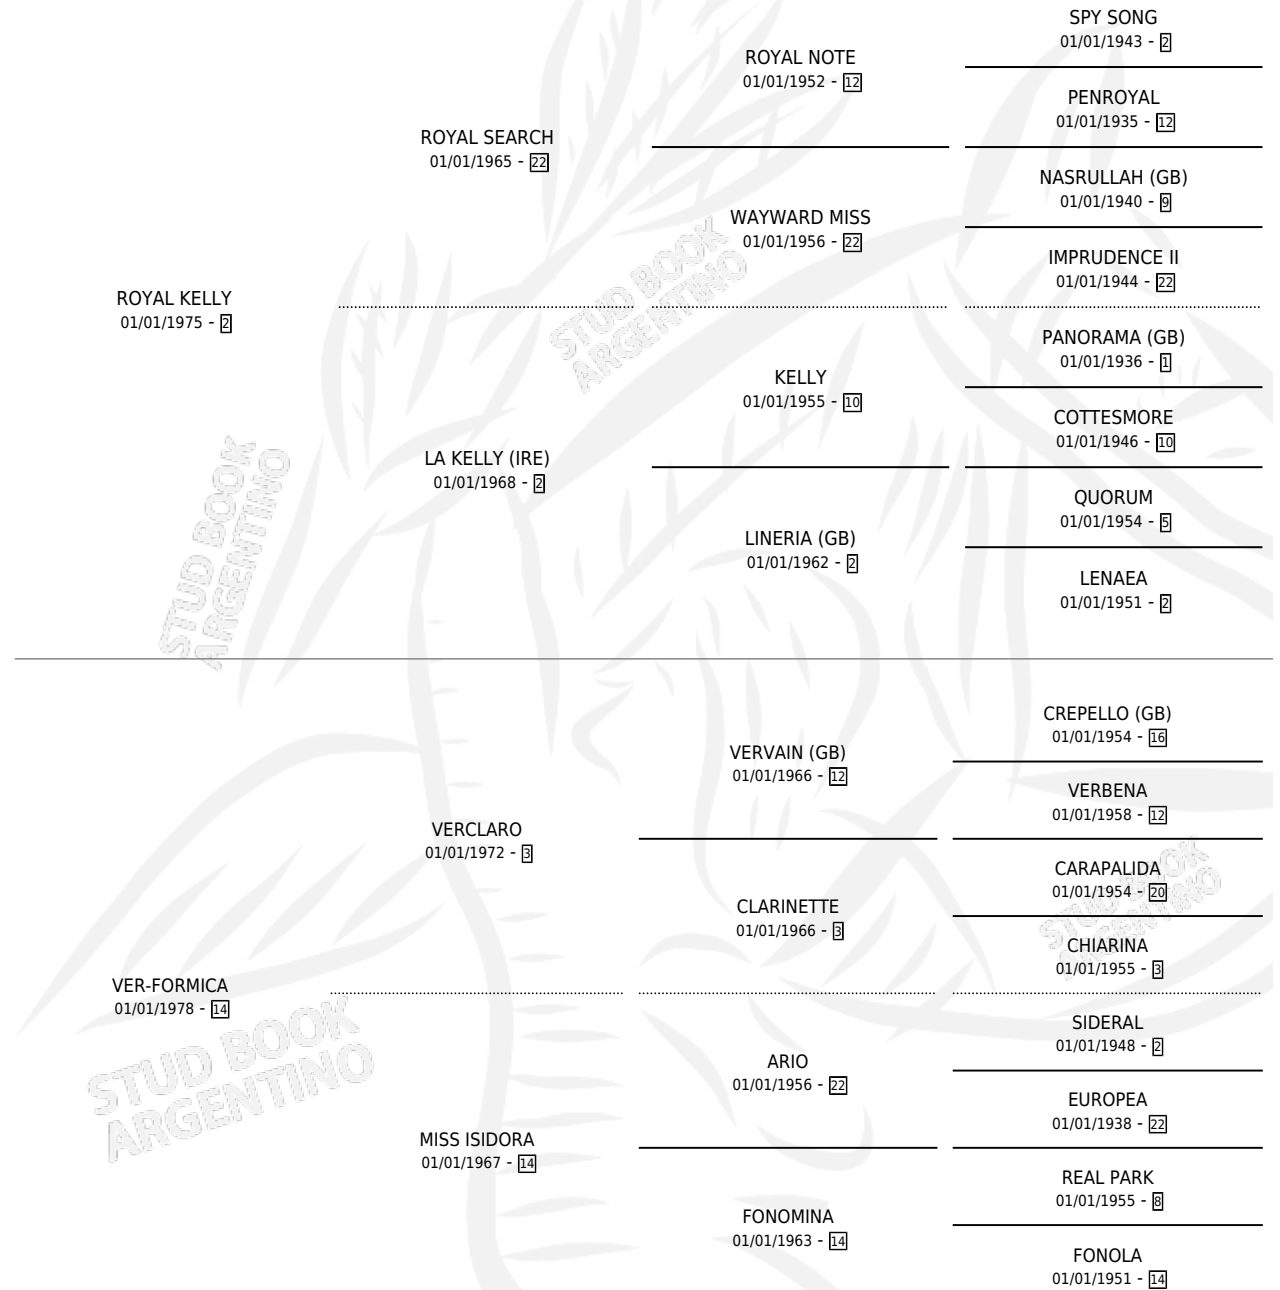 SPY SONG
01/01/1943 - 2
ROYAL NOTE
01/01/1952 - 12
PENROYAL
01/01/1935 - 12
ROYAL SEARCH
01/01/1965 - 22
NASRULLAH (GB)
01/01/1940 - 9
WAYWARD MISS
01/01/1956 - 22
IMPRUDENCE II
01/01/1944 - 22
ROYAL KELLY
01/01/1975 - 2
STUD BOOK
ARGENTINO
PANORAMA (GB)
01/01/1936 - 1
KELLY
01/01/1955 - 10
COTTESMORE
01/01/1946 - 10
LA KELLY (IRE)
01/01/1968 - 2
QUORUM
01/01/1954 - 5
LINERIA (GB)
01/01/1962 - 2
LENAEA
01/01/1951 - 2
STUD BOOK
ARGENTINO
CREPELLO (GB)
01/01/1954 - 16
VERVAIN (GB)
01/01/1966 - 12
VERBENA
01/01/1958 - 12
VERCLARO
01/01/1972 - 3
CARAPALIDA
01/01/1954 - 20
CLARINETTE
01/01/1966 - 3
STUD BOOK
ARGENTINO
CHIARINA
01/01/1955 - 3
VER-FORMICA
01/01/1978 - 14
SIDERAL
01/01/1948 - 2
ARIO
01/01/1956 - 22
STUD BOOK
ARGENTINO
EUROPEA
01/01/1938 - 22
MISS ISIDORA
01/01/1967 - 14
REAL PARK
01/01/1955 - 8
FONOMINA
01/01/1963 - 14
FONOLA
01/01/1951 - 14